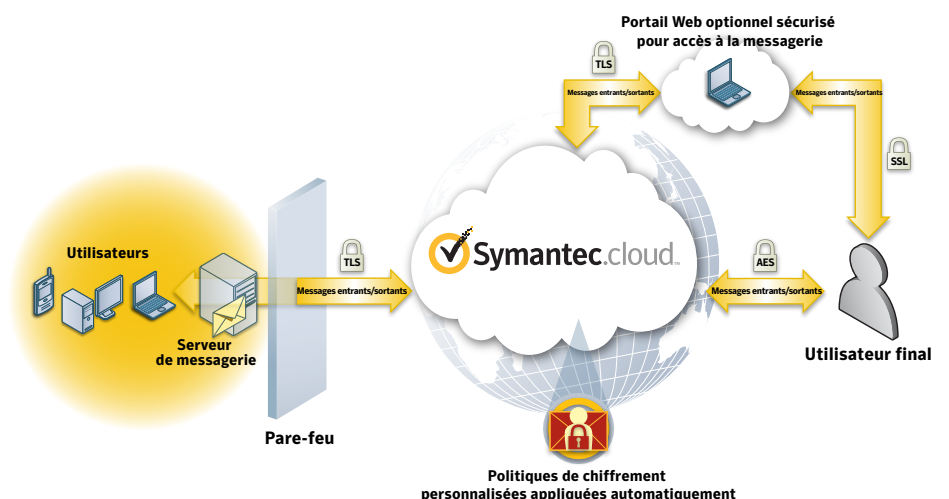 Portail Web optionnel sécurisé
pour accès à la messagerie
TLS
Messages entrants/sortants
Messages entrants/sortants
SSL
Utilisateurs
TLS
Symantec.cloud™
AES
Messages entrants/sortants
Messages entrants/sortants
Serveur
de messagerie
Utilisateur final
Pare-feu
Politiques de chiffrement
personnalisées appliquées automatiquement